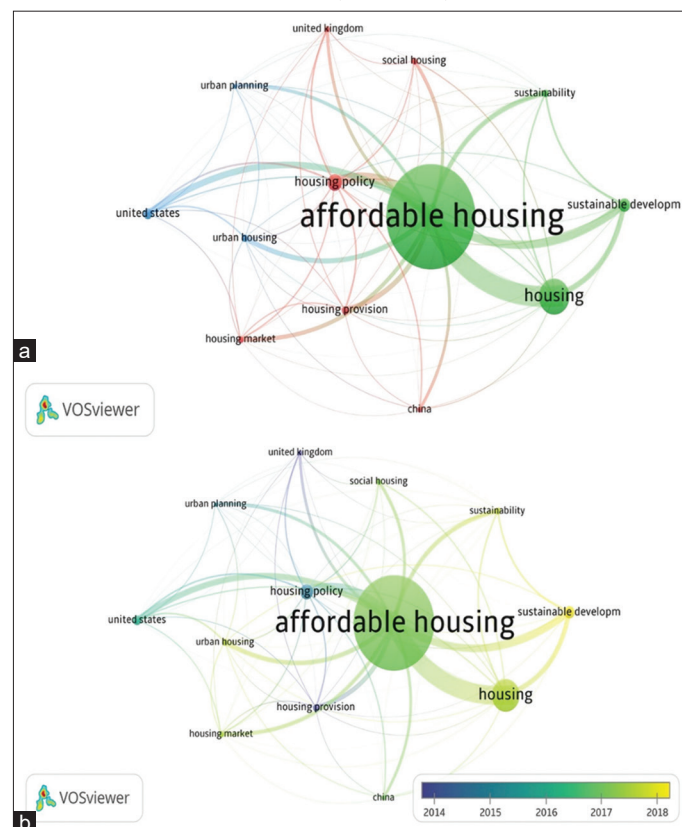 united kingdom
social housing
urban planning
sustainability
housing policy
united states
affordable housing
sustainable developm
urban housing
housing
housing provision
housing market
a
china
VOSviewer
united kingdom
social housing
urban planning
sustainability
housing policy
sustainable developm
united states
affordable housing
urban housing
housing
housing provision
housing market
VOSviewer
china
2014 2015 2016 2017 2018
b